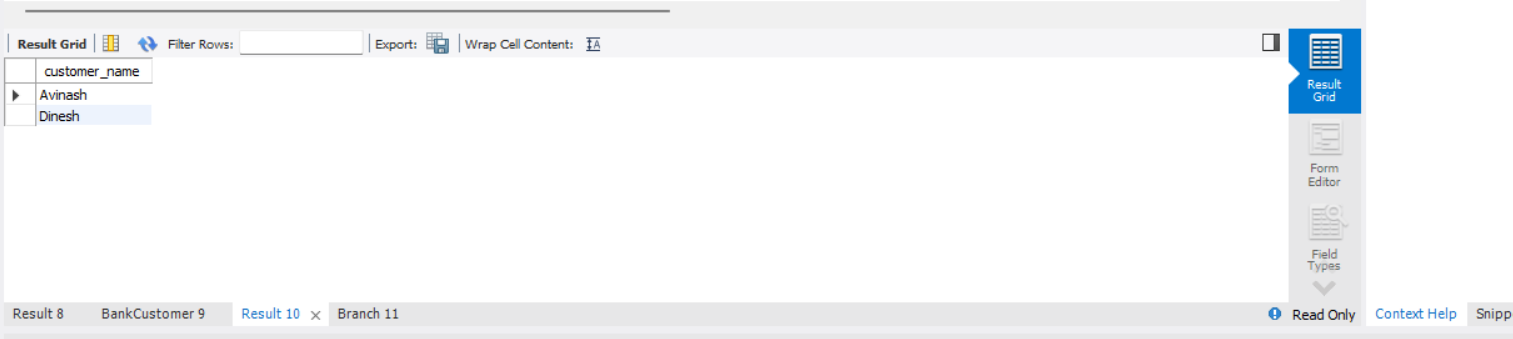 Result Grid Filter Rows: Export: Wrap Cell Content: IA
customer_name
Avinash
Dinesh
Result
Grid
Form
Editor
Field
Types
Result 8 BankCustomer 9 Result 10 × Branch 11 Read Only Context Help Snipp